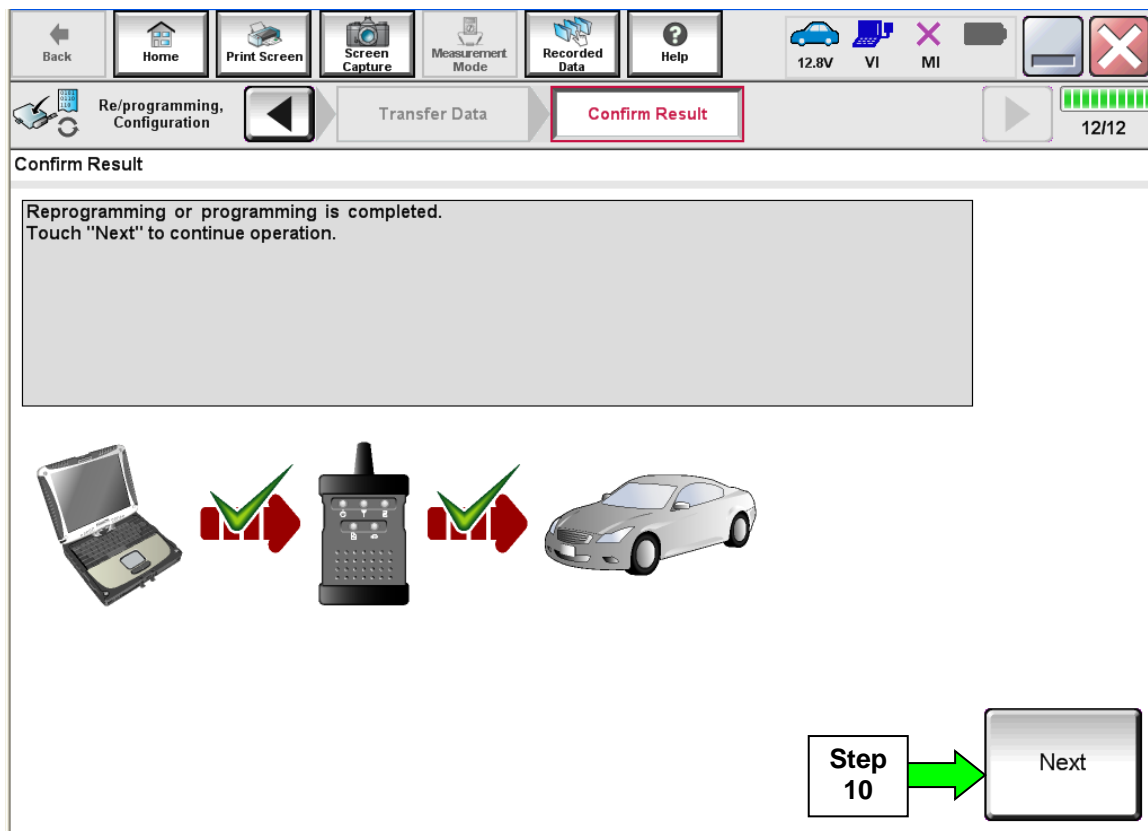 Back
Home
Print Screen
Screen
Capture
Measurement
Mode
Recorded
Data
Help
12.8V
VI
MI
Re/programming,
Configuration
Transfer Data
Confirm Result
12/12
Confirm Result
Reprogramming or programming is completed.
Touch "Next" to continue operation.
Step
10
Next